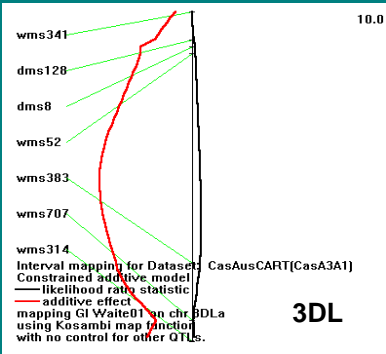 10.0
wms341
dms128
dms8
wms52
wms383
wms707
wms314
Interval mapping for Dataset: CasAusCART(CasA3A1)
Constrained additive model
likelihood ratio statistic
additive effect
mapping GI Waite01 on chr 3DLa
using Kosambi map function
with no control for other QTLs.
3DL